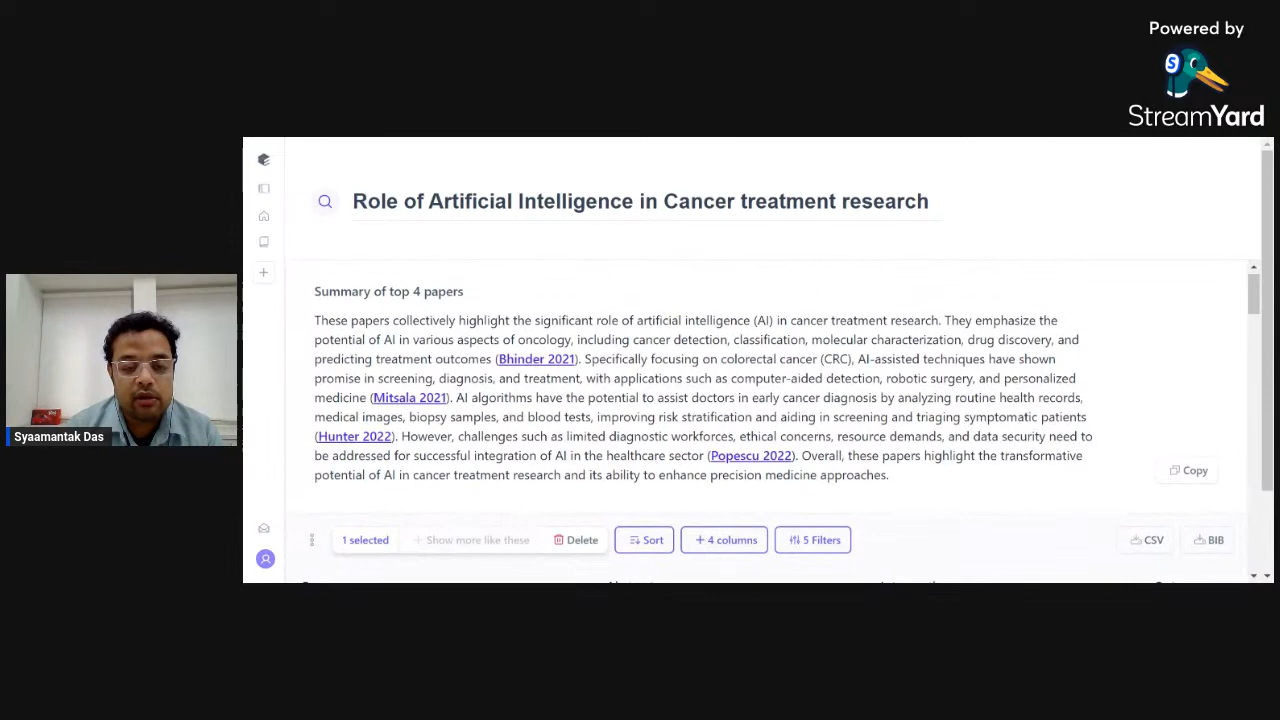 Powered by
S
StreamYard
Role of Artificial Intelligence in Cancer treatment research
Summary of top 4 papers
These papers collectively highlight the significant role of artificial intelligence (AI) in cancer treatment research. They emphasize the
potential of AI in various aspects of oncology, including cancer detection, classification, molecular characterization, drug discovery, and
predicting treatment outcomes (Bhinder 2021). Specifically focusing on colorectal cancer (CRC), AI-assisted techniques have shown
promise in screening, diagnosis, and treatment, with applications such as computer-aided detection, robotic surgery, and personalized
medicine (Mitsala 2021). AI algorithms have the potential to assist doctors in early cancer diagnosis by analyzing routine health records,
medical images, biopsy samples, and blood tests, improving risk stratification and aiding in screening and triaging symptomatic patients
(Hunter 2022). However, challenges such as limited diagnostic workforces, ethical concerns, resource demands, and data security need to
be addressed for successful integration of AI in the healthcare sector (Popescu 2022). Overall, these papers highlight the transformative
potential of AI in cancer treatment research and its ability to enhance precision medicine approaches.
Copy
1 selected + Show more like these Delete Sort + 4 columns 5 Filters CSV BIB
Syaamantak Das